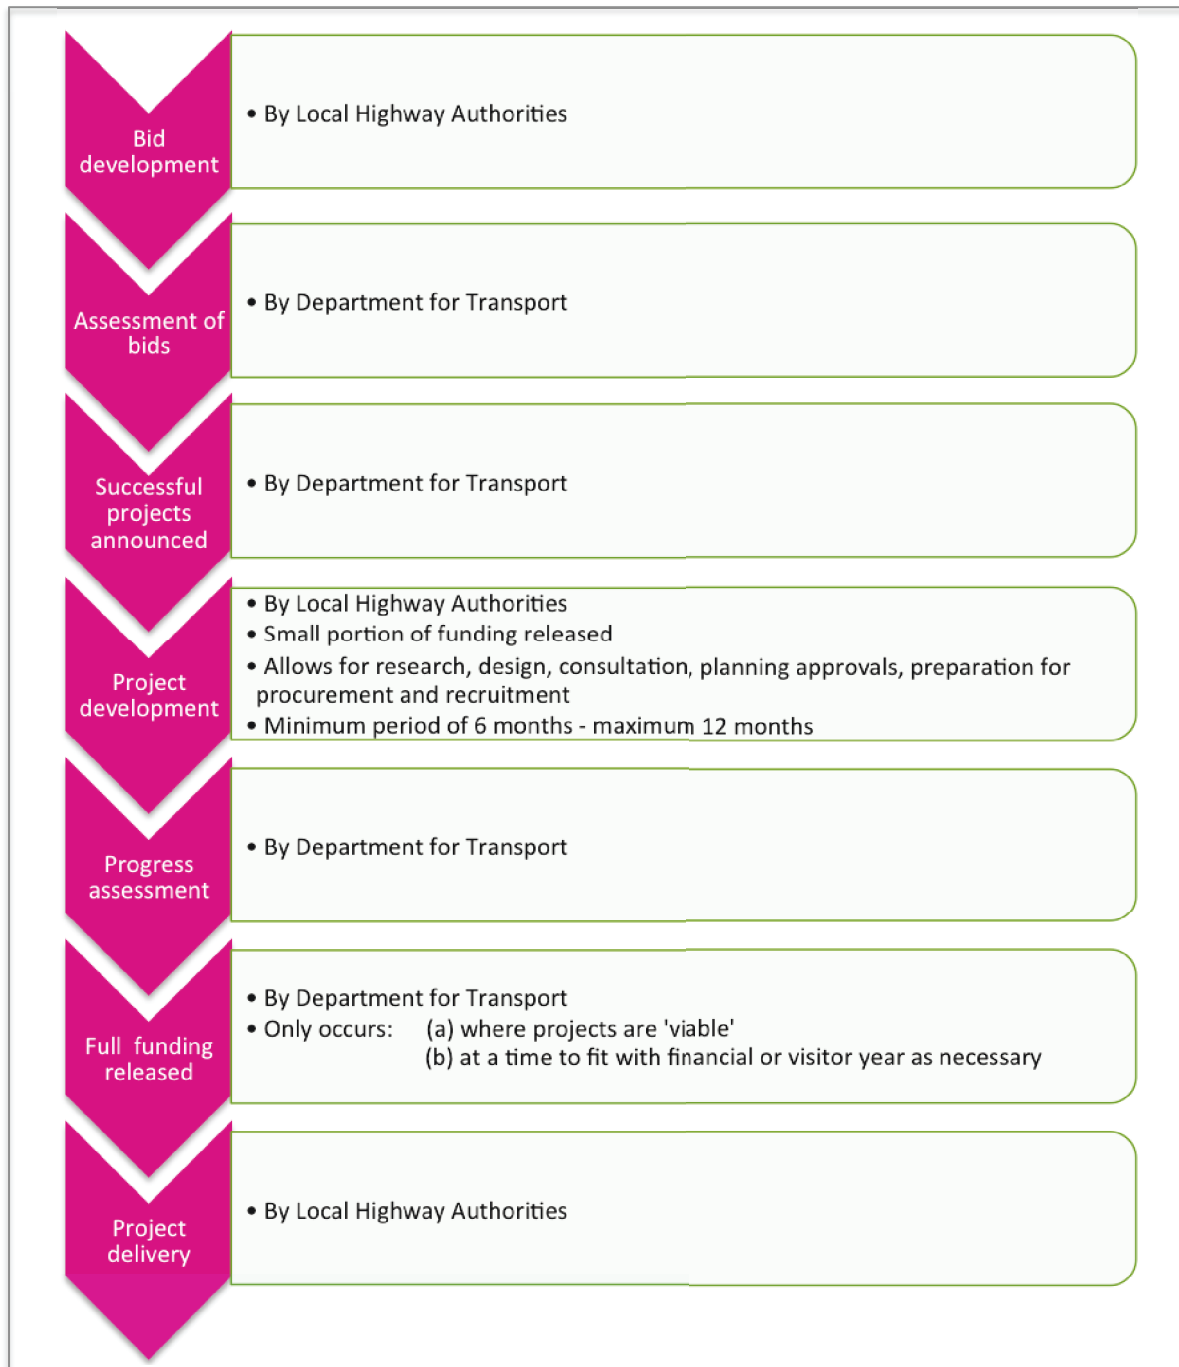 Bid
development
• By Local Highway Authorities
Assessment of
bids
• By Department for Transport
Successful
projects
announced
• By Department for Transport
Project
development
• By Local Highway Authorities
• Small portion of funding released
• Allows for research, design, consultation, planning approvals, preparation for
procurement and recruitment
• Minimum period of 6 months - maximum 12 months
Progress
assessment
• By Department for Transport
Full funding
released
• By Department for Transport
• Only occurs: (a) where projects are 'viable'
(b) at a time to fit with financial or visitor year as necessary
Project
delivery
• By Local Highway Authorities